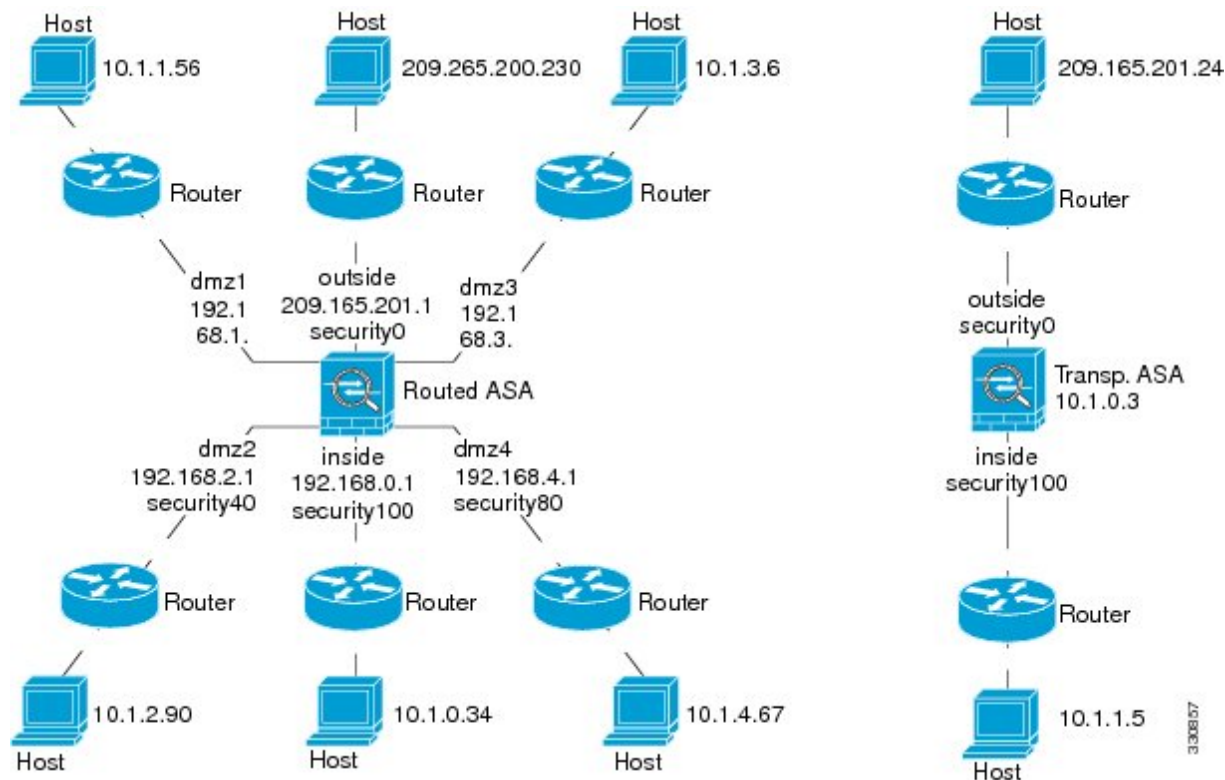 Host
10.1.1.56
Host
209.265.200.230
Host
10.1.3.6
Host
209.165.201.24
Router
Router
Router
Router
dmz1
192.1
68.1.
outside
209.165.201.1
security0
dmz3
192.1
68.3.
outside
security0
Routed ASA
Transp. ASA
10.1.0.3
dmz2
192.168.2.1
security40
inside
192.168.0.1
security100
dmz4
192.168.4.1
security80
inside
security100
Router
Router
Router
Router
10.1.2.90
Host
10.1.0.34
Host
10.1.4.67
Host
10.1.1.5
Host
330857